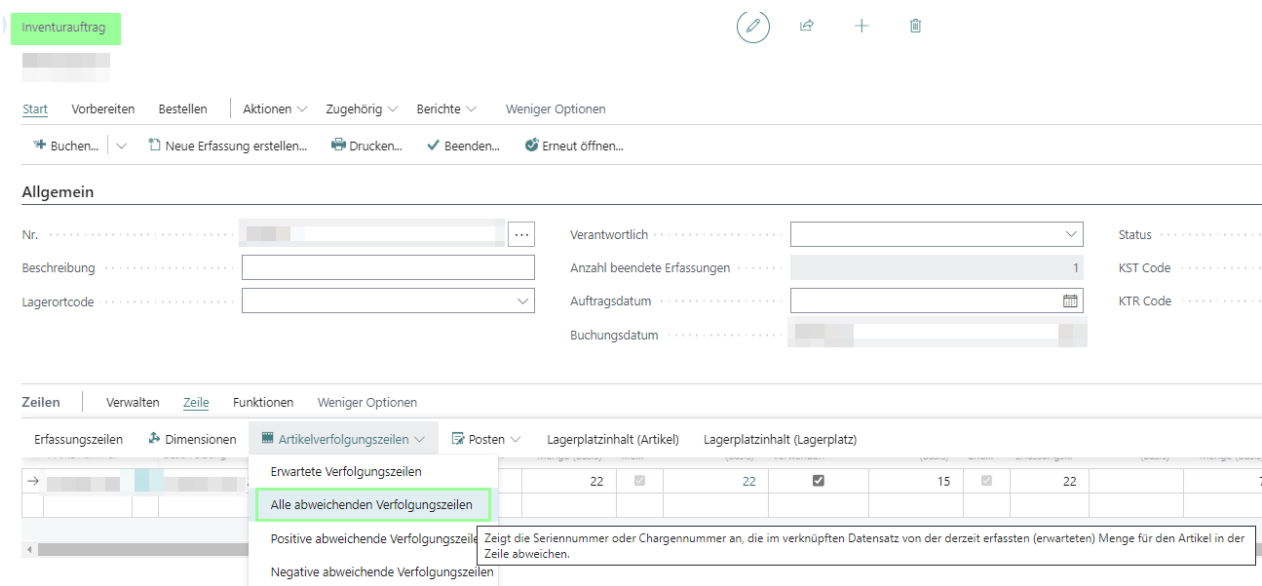 Inventurauftrag
Start Vorbereiten Bestellen Aktionen Zugehörig Berichte Weniger Optionen
Buchen... Neue Erfassung erstellen... Drucken... Beenden... Erneut öffnen...
Allgemein
Nr. ... Verantwortlich Status
Beschreibung Anzahl beendete Erfassungen 1 KST Code
Lagerortcode Auftragsdatum KTR Code
Buchungsdatum
Zeilen Verwalten Zeile Funktionen Weniger Optionen
Erfassungszeilen Dimensionen Artikelverfolgungszeilen Posten Lagerplatzinhalt (Artikel) Lagerplatzinhalt (Lagerplatz)
22 22 15 22
Erwartete Verfolgungszeilen
Alle abweichenden Verfolgungszeilen
Positive abweichende Verfolgungszeile
Zeigt die Seriennummer oder Chargennummer an, die im verknüpften Datensatz von der derzeit erfassten (erwarteten) Menge für den Artikel in der
Zeile abweichen.
Negative abweichende Verfolgungszeilen